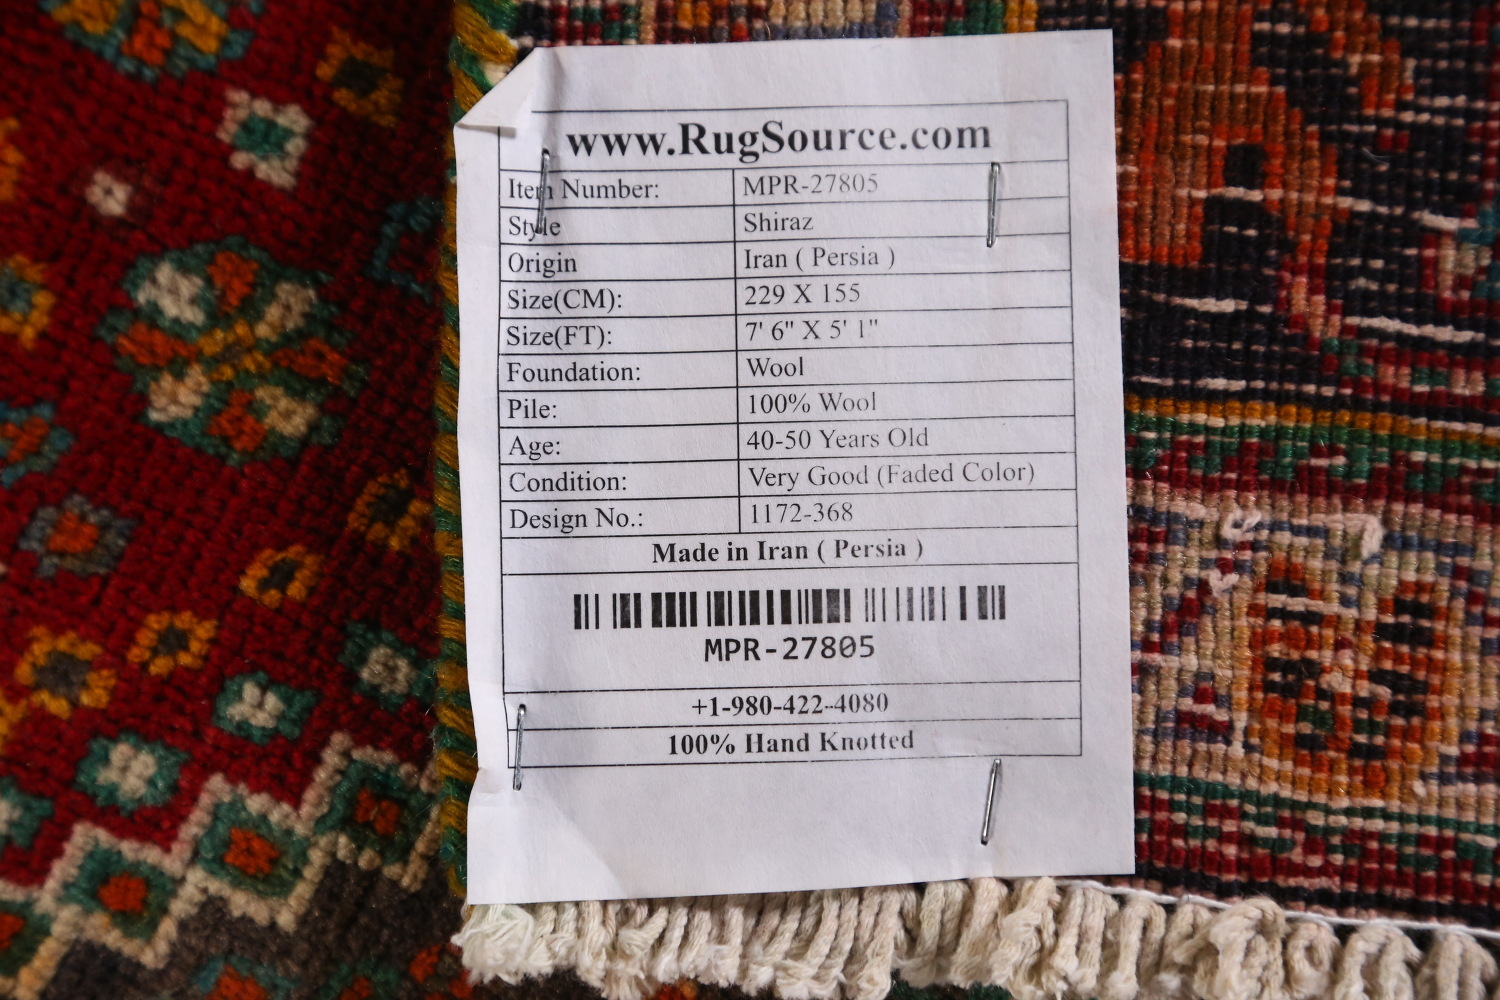 www.RugSource.com
Item Number: MPR-27805
Style Shiraz
Origin Iran ( Persia )
Size(CM): 229 X 155
Size(FT): 7' 6" X 5' 1"
Foundation: Wool
Pile: 100% Wool
Age: 40-50 Years Old
Condition: Very Good (Faded Color)
Design No.: 1172-368
Made in Iran ( Persia )
MPR-27805
+1-980-422-4080
100% Hand Knotted